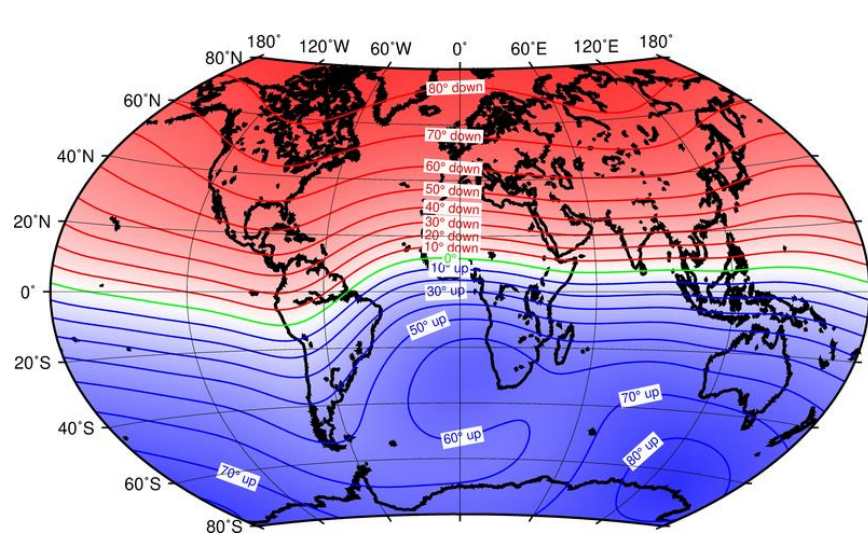 180˚ 120˚W 60˚W 0˚ 60˚E 120˚E 180˚
80˚N
80° down
60˚N
70° down
40˚N
60° down
50° down
40° down
20˚N
30° down
20° down
10° down
0°
10° up
0˚
30° up
50° up
20˚S
70° up
40˚S
60° up
80° up
70° up
60˚S
80˚S